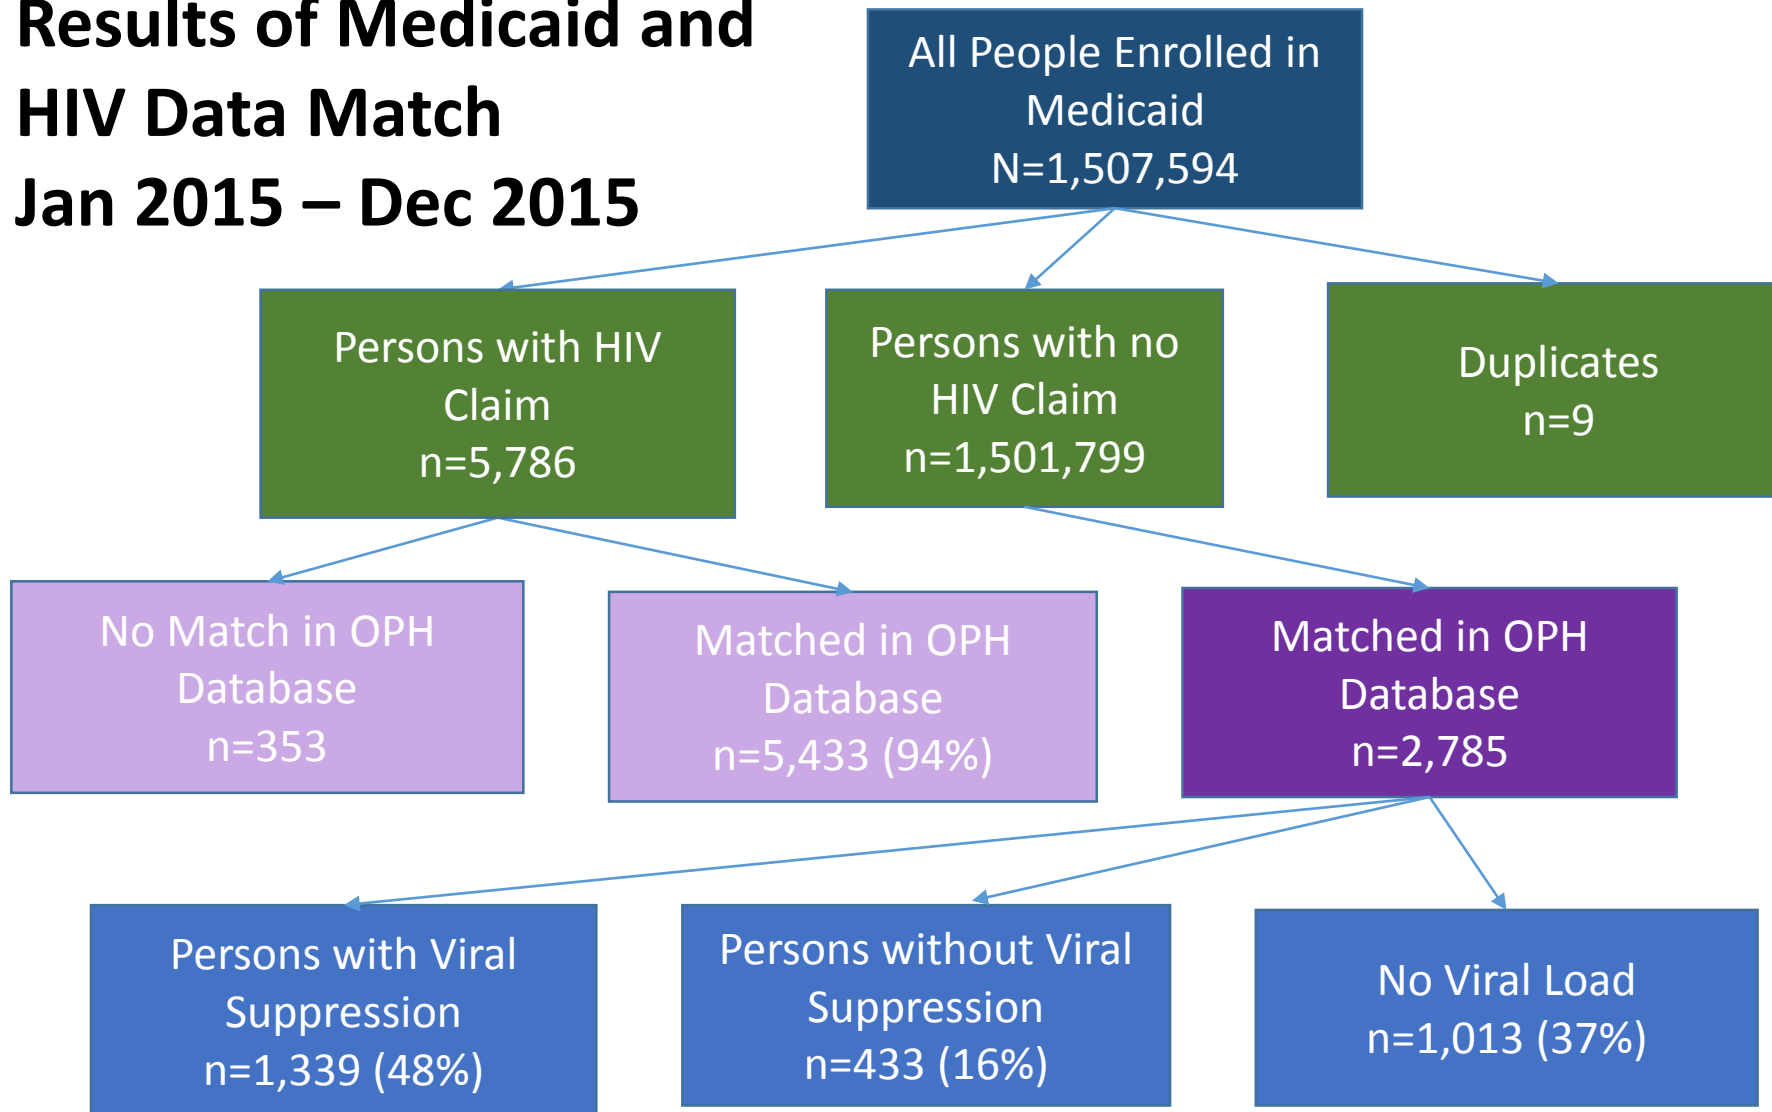 Results of Medicaid and
HIV Data Match
Jan 2015 – Dec 2015
All People Enrolled in
Medicaid
N=1,507,594
Persons with HIV
Claim
n=5,786
Persons with no
HIV Claim
n=1,501,799
Duplicates
n=9
No Match in OPH
Database
n=353
Matched in OPH
Database
n=5,433 (94%)
Matched in OPH
Database
n=2,785
Persons with Viral
Suppression
n=1,339 (48%)
Persons without Viral
Suppression
n=433 (16%)
No Viral Load
n=1,013 (37%)